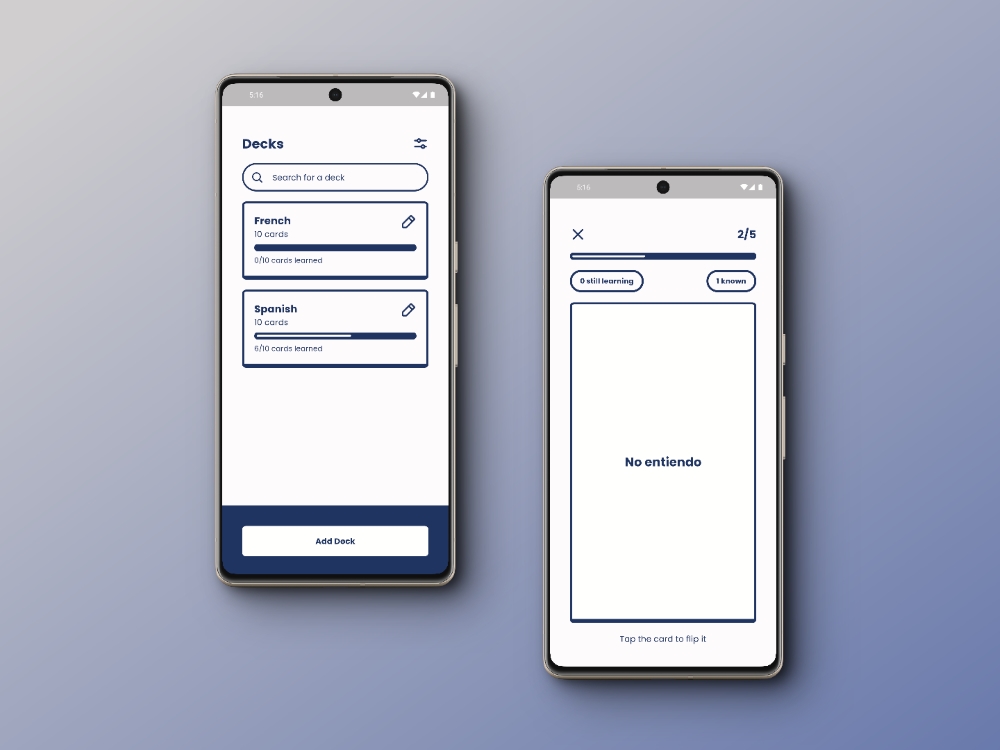 5:16
Decks
Search for a deck
French
10 cards
0/10 cards learned
Spanish
10 cards
6/10 cards learned
Add Deck
5:16
2/5
0 still learning
1 known
No entiendo
Tap the card to flip it